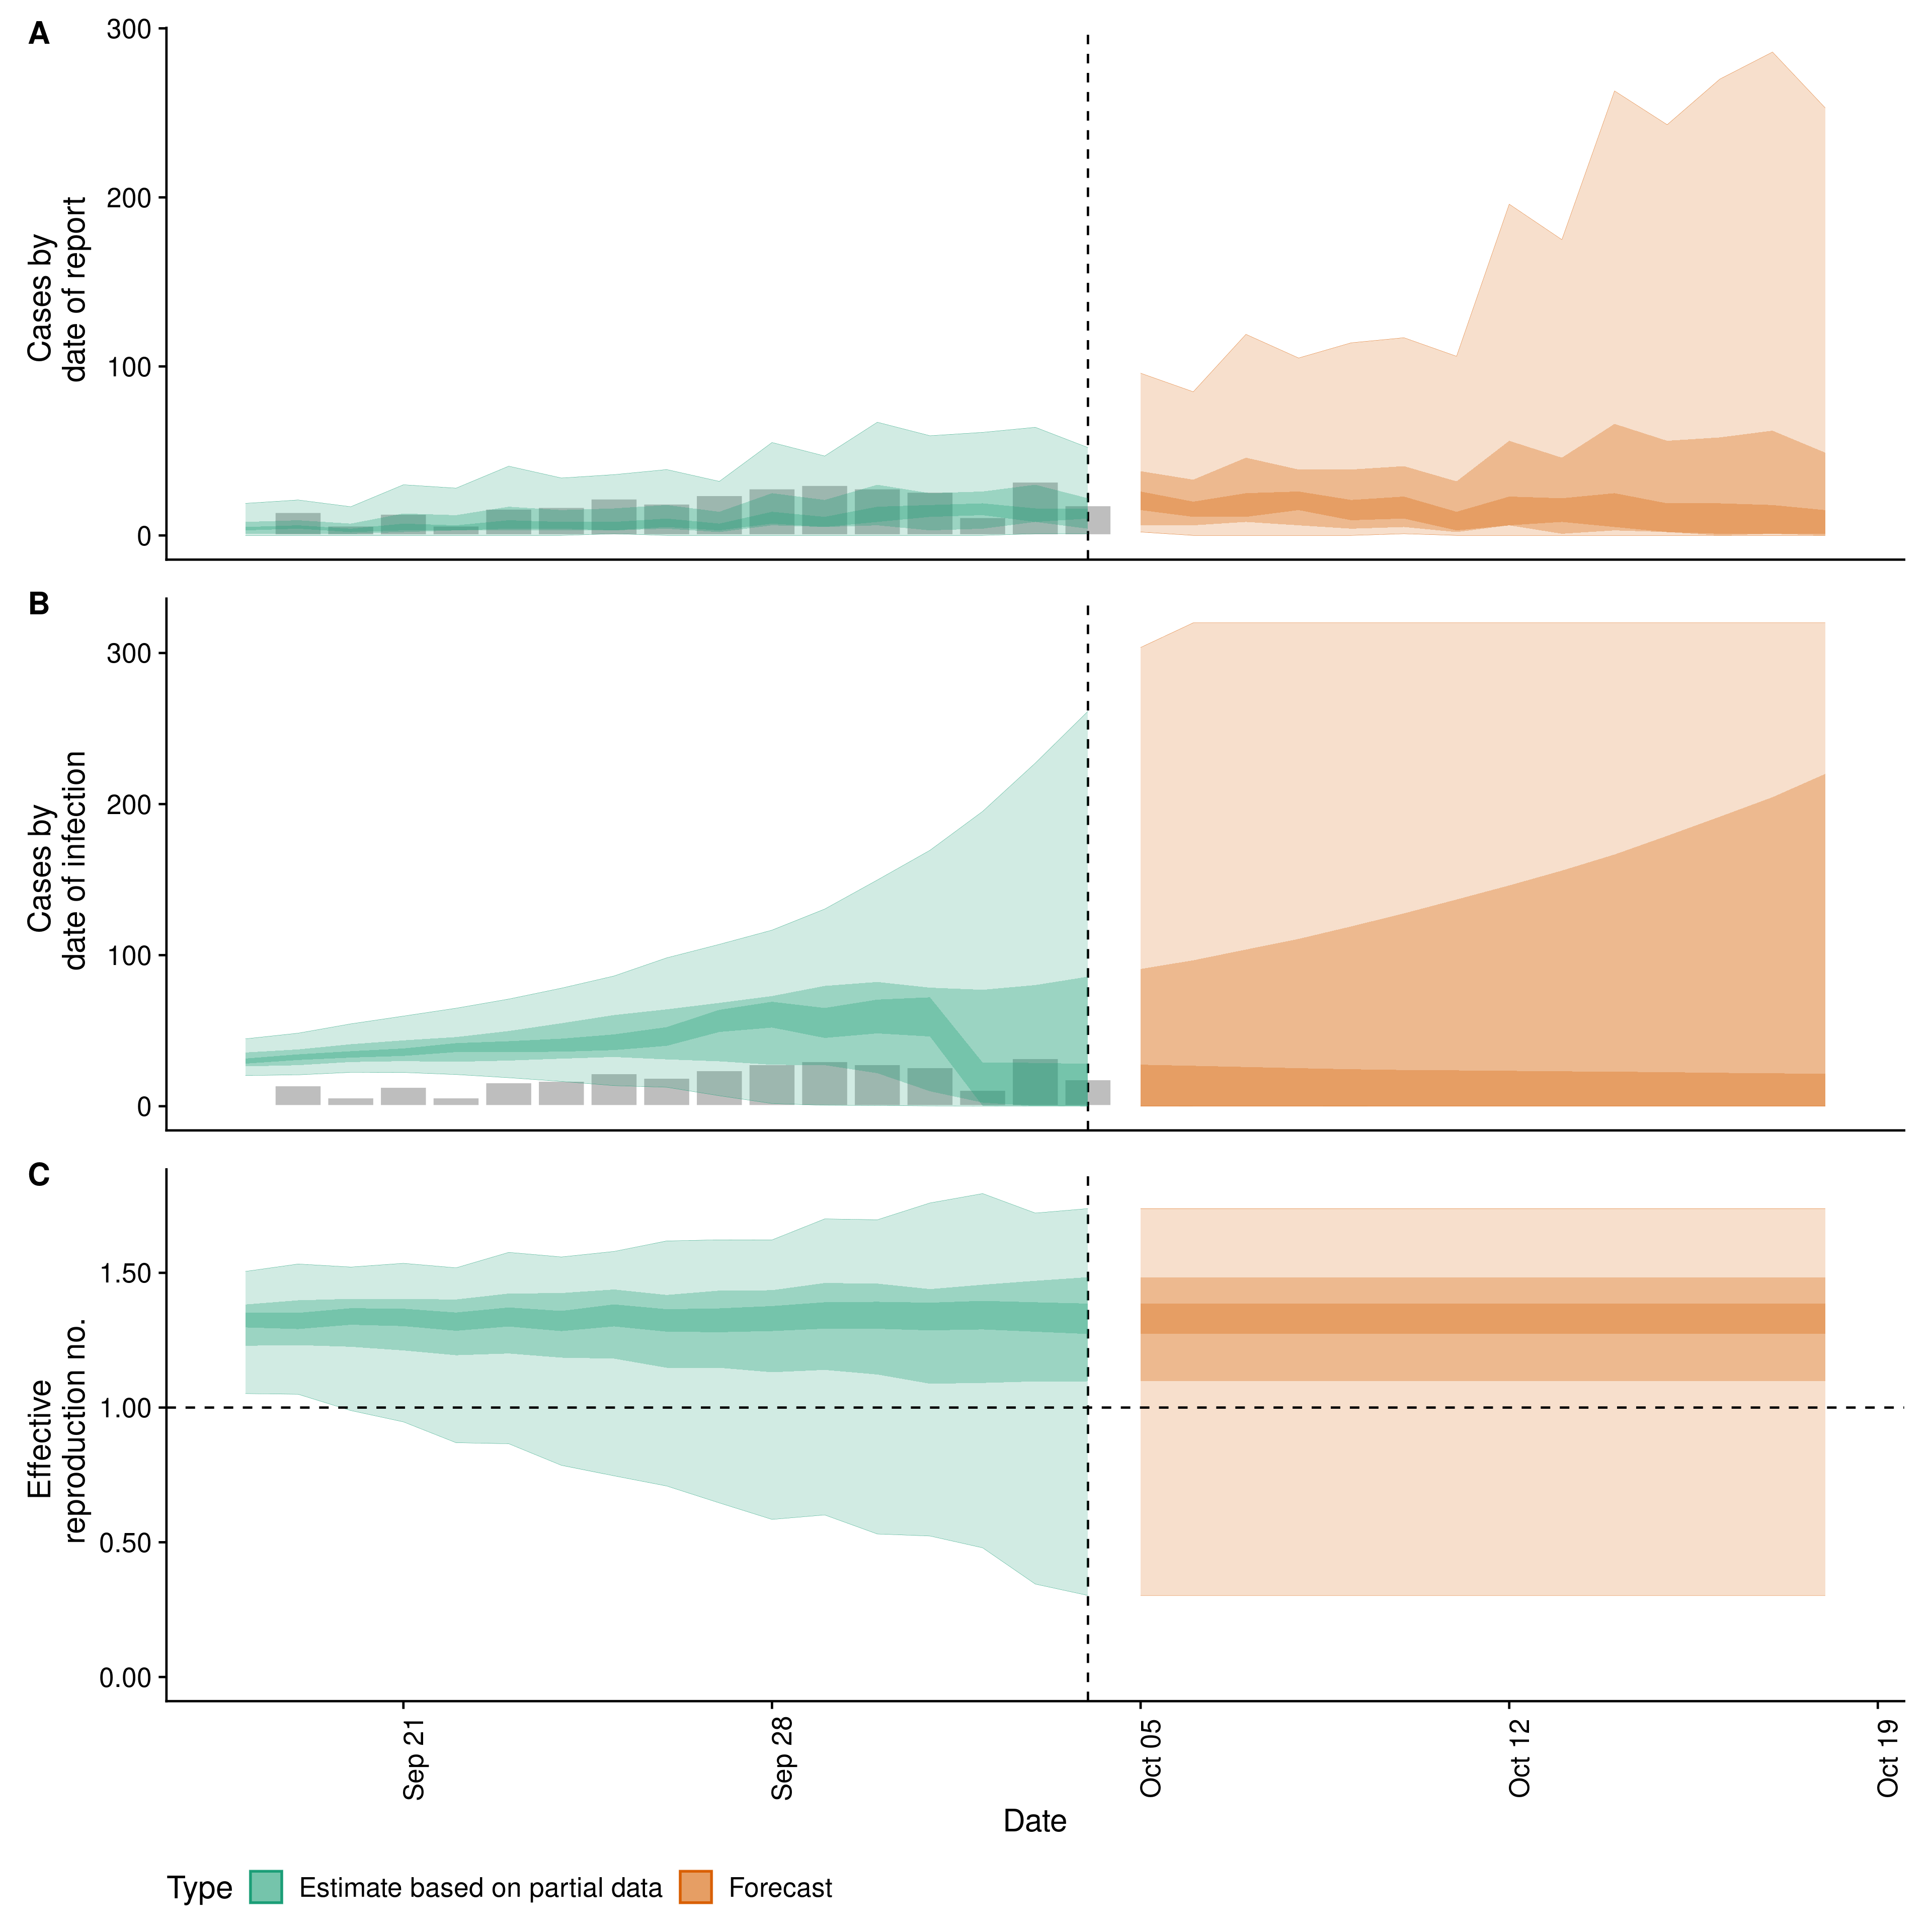 A
300
200
100
0
Cases by
date of report
B
300
200
100
0
Cases by
date of infection
C
1.50
1.00
0.50
0.00
Effective
reproduction no.
Sep 21
Sep 28
Oct 05
Oct 12
Oct 19
Date
Type Estimate based on partial data Forecast